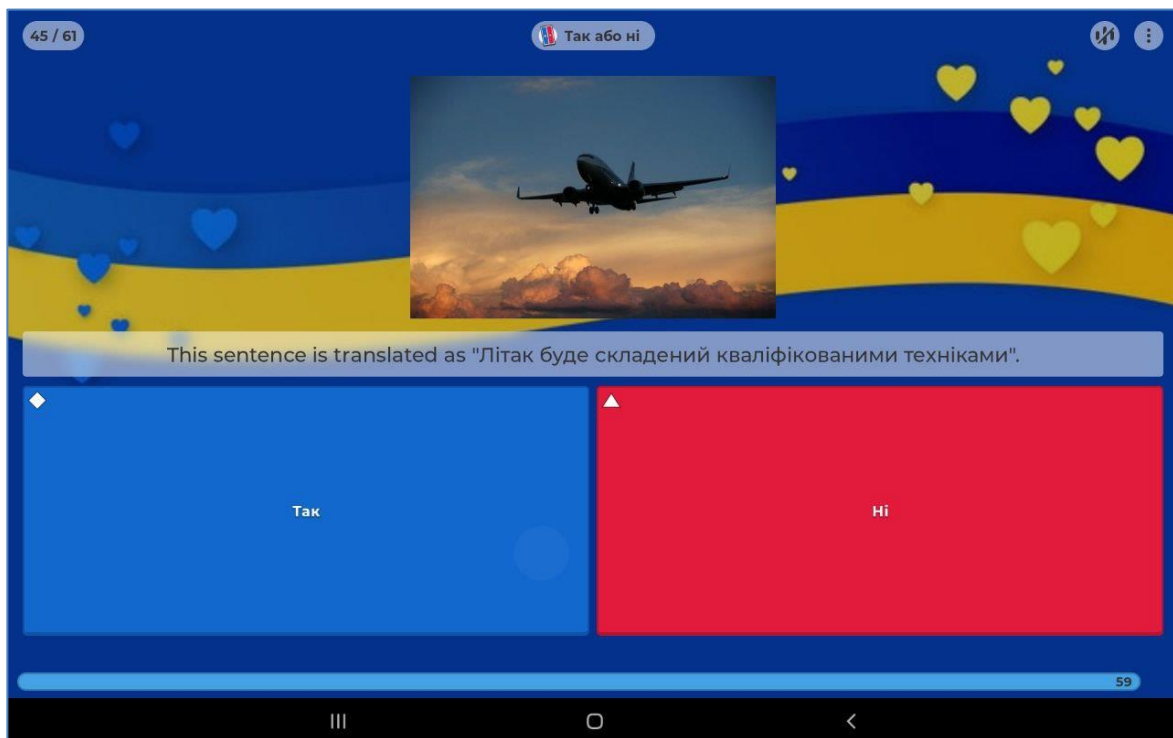 45 / 61
Так або ні
This sentence is translated as "Літак буде складений кваліфікованими техніками".
Так
Ні
59